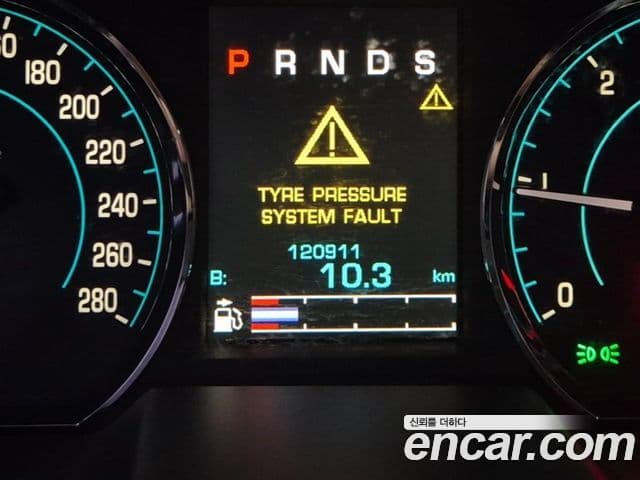 P R N D S
TYRE PRESSURE
SYSTEM FAULT
120911
B: 10.3 km
180
200
220
240
260
280
2
1
0
신뢰를 더하다
encar.com